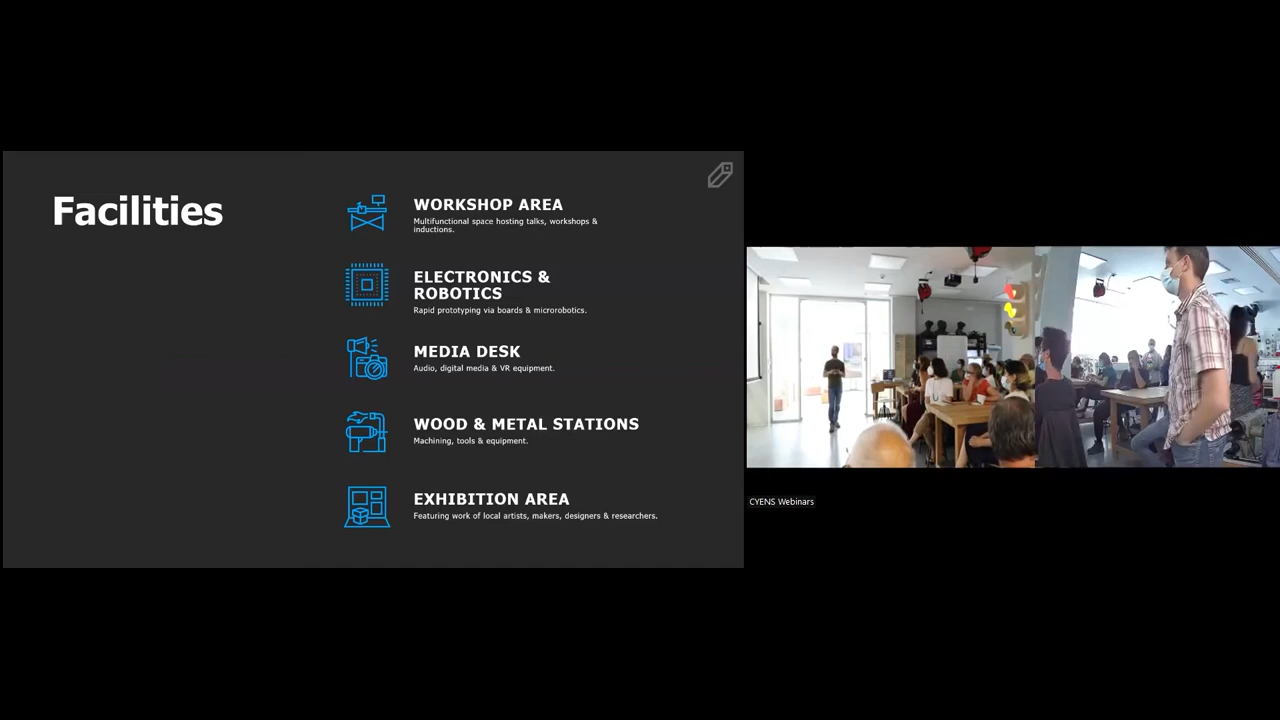 Facilities
WORKSHOP AREA
Multifunctional space hosting talks, workshops &
inductions.
ELECTRONICS &
ROBOTICS
Rapid prototyping via boards & microrobotics.
MEDIA DESK
Audio, digital media & VR equipment.
WOOD & METAL STATIONS
Machining, tools & equipment.
EXHIBITION AREA
Featuring work of local artists, makers, designers & researchers.
CYENS Webinars